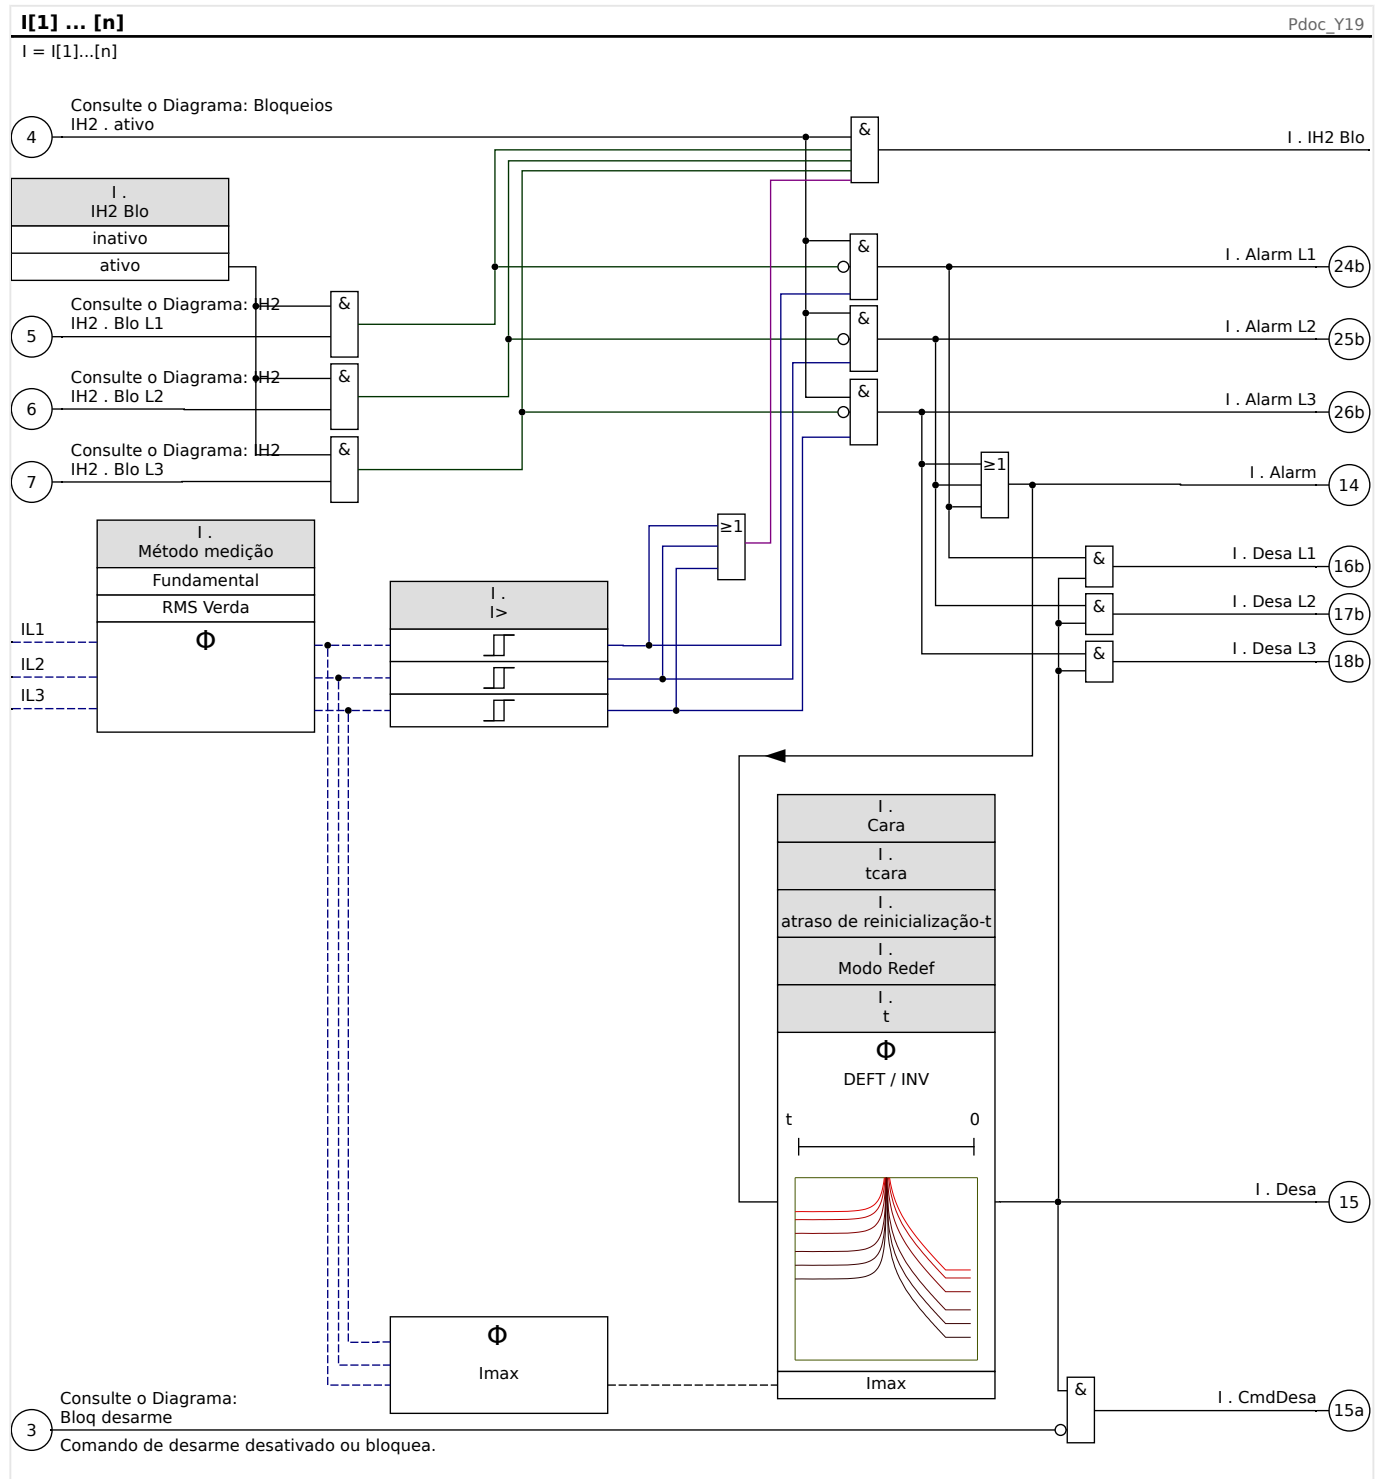 I[1] ... [n]
Pdoc_Y19
I = I[1]...[n]
Consulte o Diagrama: Bloqueios
4
IH2 . ativo
&
I . IH2 Blo
I .
IH2 Blo
inativo
ativo
&
I . Alarm L1
24b
Consulte o Diagrama: IH2
5
IH2 . Blo L1
&
&
I . Alarm L2
25b
Consulte o Diagrama: IH2
6
IH2 . Blo L2
&
&
I . Alarm L3
26b
Consulte o Diagrama: IH2
7
IH2 . Blo L3
&
≥1
I . Alarm
14
I .
Método medição
Fundamental
RMS Verda
Φ
IL1
IL2
IL3
≥1
I .
I>
&
I . Desa L1
16b
&
I . Desa L2
17b
&
I . Desa L3
18b
I .
Cara
I .
tcara
I .
atraso de reinicialização-t
I .
Modo Redef
I .
t
Φ
DEFT / INV
t
0
I . Desa
15
Φ
Imax
Imax
Consulte o Diagrama:
Bloq desarme
3
Comando de desarme desativado ou bloquea.
&
I . CmdDesa
15a